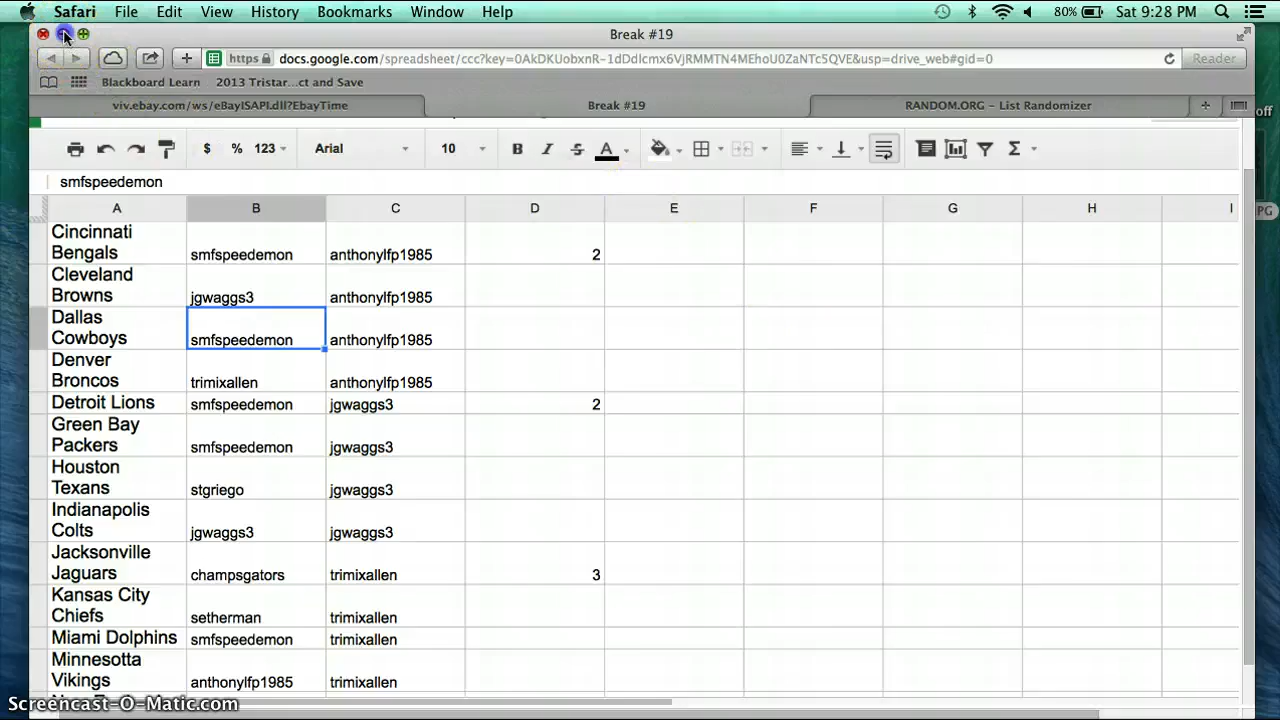 Safari File Edit View History Bookmarks Window Help 80% Sat 9:28 PM
Break #19
https docs.google.com/spreadsheet/ccc?key=0AkDKUobxnR-1dDdlcmx6VjRMMTN4MEhoU0ZaNTc5QVE&usp=drive_web#gid=0 Reader
Blackboard Learn 2013 Tristar...ct and Save
viv.ebay.com/ws/eBayISAPI.dll?EbayTime Break #19 RANDOM.ORG - List Randomizer
off
$ % 123 Arial 10 B I S A Σ
smfspeedemon
PG
A B C D E F G H I
Cincinnati
Bengals smfspeedemon anthonylfp1985 2
Cleveland
Browns jgwaggs3 anthonylfp1985
Dallas
Cowboys smfspeedemon anthonylfp1985
Denver
Broncos trimixallen anthonylfp1985
Detroit Lions smfspeedemon jgwaggs3 2
Green Bay
Packers smfspeedemon jgwaggs3
Houston
Texans stgriego jgwaggs3
Indianapolis
Colts jgwaggs3 jgwaggs3
Jacksonville
Jaguars champsgators trimixallen 3
Kansas City
Chiefs setherman trimixallen
Miami Dolphins smfspeedemon trimixallen
Minnesotta
Vikings anthonylfp1985 trimixallen
Screencast-O-Matic.com